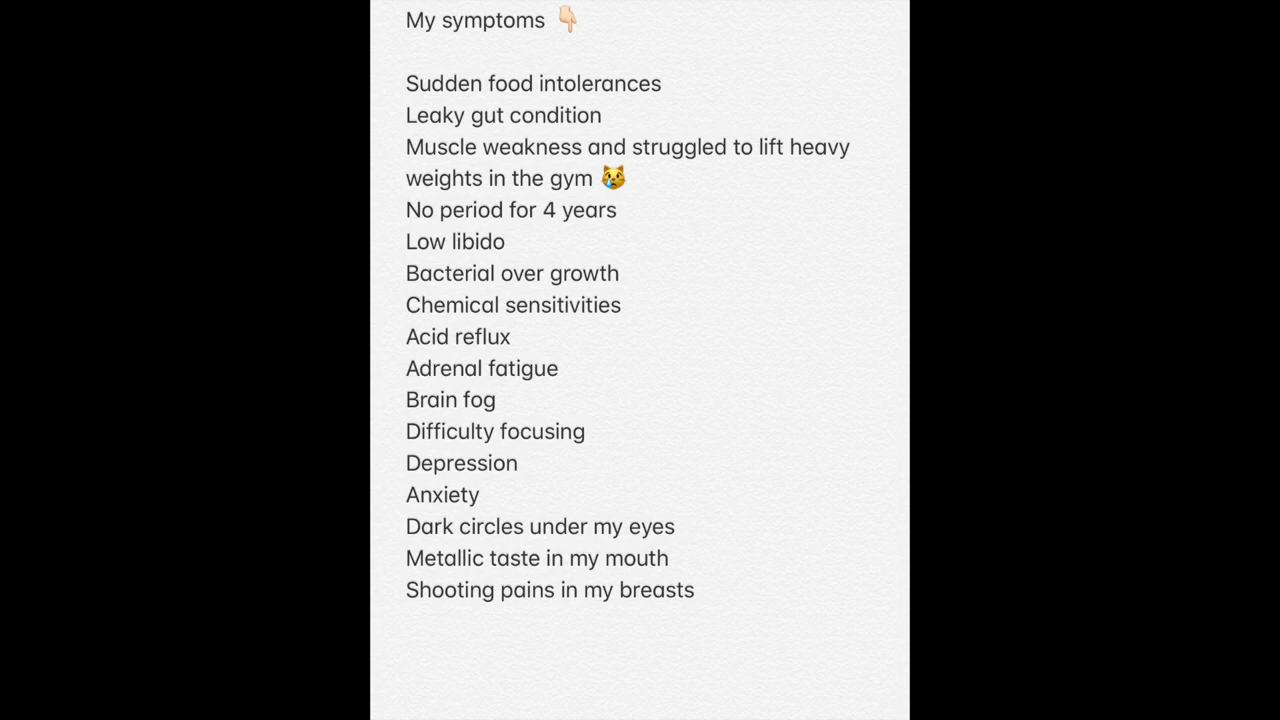 My symptoms 👇🏻
Sudden food intolerances
Leaky gut condition
Muscle weakness and struggled to lift heavy
weights in the gym 😿
No period for 4 years
Low libido
Bacterial over growth
Chemical sensitivities
Acid reflux
Adrenal fatigue
Brain fog
Difficulty focusing
Depression
Anxiety
Dark circles under my eyes
Metallic taste in my mouth
Shooting pains in my breasts